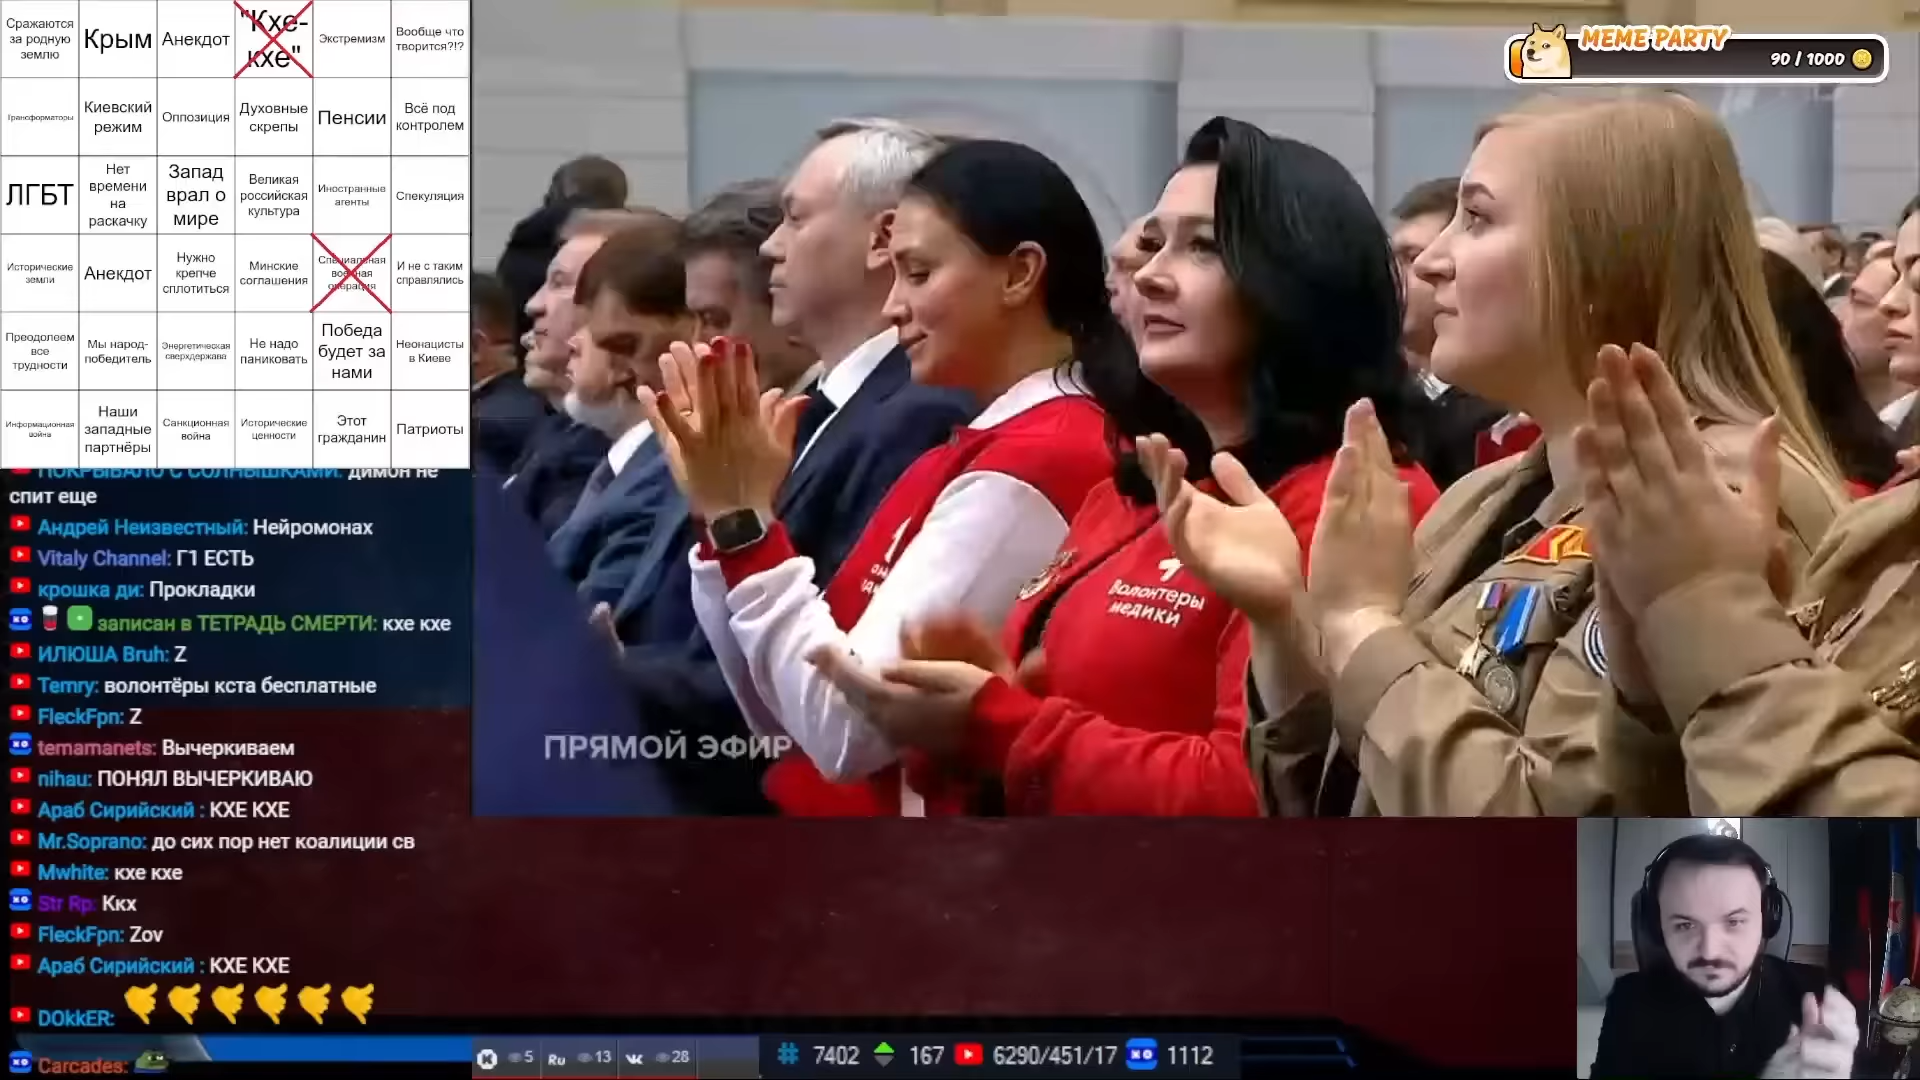 Сражаются
за родную
землю
Крым
Анекдот
"Кхе-
кхе"
Экстремизм
Вообще что
творится?!?
Трансформаторы
Киевский
режим
Оппозиция
Духовные
скрепы
Пенсии
Всё под
контролем
ЛГБТ
Нет
времени
на
раскачку
Запад
врал о
мире
Великая
российская
культура
Иностранные
агенты
Спекуляция
Исторические
земли
Анекдот
Нужно
крепче
сплотиться
Минские
соглашения
Специальная
военная
операция
И не с таким
справлялись
Преодолеем
все
трудности
Мы народ-
победитель
Энергетическая
сверхдержава
Не надо
паниковать
Победа
будет за
нами
Неонацисты
в Киеве
Информационная
война
Наши
западные
партнёры
Санкционная
война
Исторические
ценности
Этот
гражданин
Патриоты
MEME PARTY
90 / 1000
ПОКРЫВАЛО С СОЛНЫШКАМИ: димон не
спит еще
Андрей Неизвестный: Нейромонах
Vitaly Channel: Г1 ЕСТЬ
крошка ди: Прокладки
записан в ТЕТРАДЬ СМЕРТИ: кхе кхе
ИЛЮША Bruh: Z
Temry: волонтёры кста бесплатные
FleckFpn: Z
temamanets: Вычеркиваем
nihau: ПОНЯЛ ВЫЧЕРКИВАЮ
Араб Сирийский : КХЕ КХЕ
Mr.Soprano: до сих пор нет коалиции св
Mwhite: кхе кхе
Str Rp: Ккх
FleckFpn: Zov
Араб Сирийский : КХЕ КХЕ
DOkkER:
Carcades:
Волонтеры
медики
ПРЯМОЙ ЭФИР
5 Ru 13 28
7402 167 6290/451/17 1112